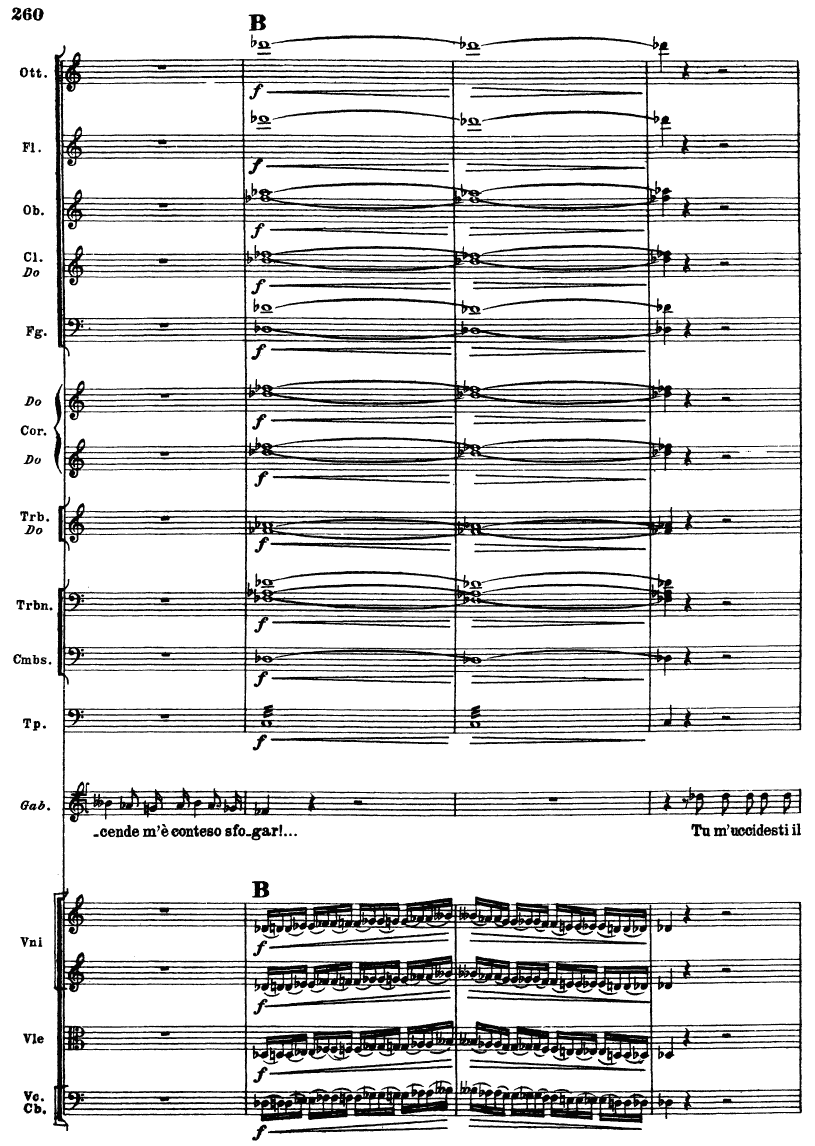 260
B
Ott.
f
Fl.
f
Ob.
f
Cl.
Do
f
Fg.
f
Do
f
Cor.
Do
f
Trb.
Do
f
Trbn.
f
Cmbs.
f
Tp.
f
Gab.
-cende m'è conteso sfo-gar!... Tu m'uccidesti il
B
Vni
f
f
Vle
f
Vc.
Cb.
f